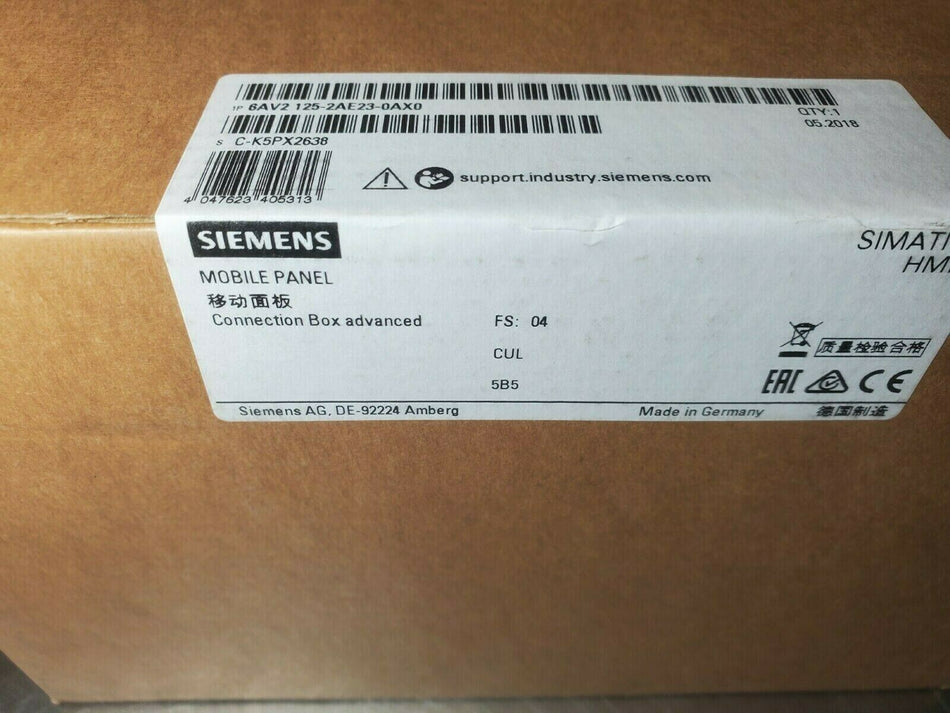 1P 6AV2 125-2AE23-0AX0
QTY:1
05.2018
S C-K5PX2638
support.industry.siemens.com
4 047623 405313
SIEMENS
SIMATI
HMI
MOBILE PANEL
移动面板
Connection Box advanced
FS: 04
CUL
质量检验合格
5B5
EAC
CE
Siemens AG, DE-92224 Amberg
Made in Germany
德国制造